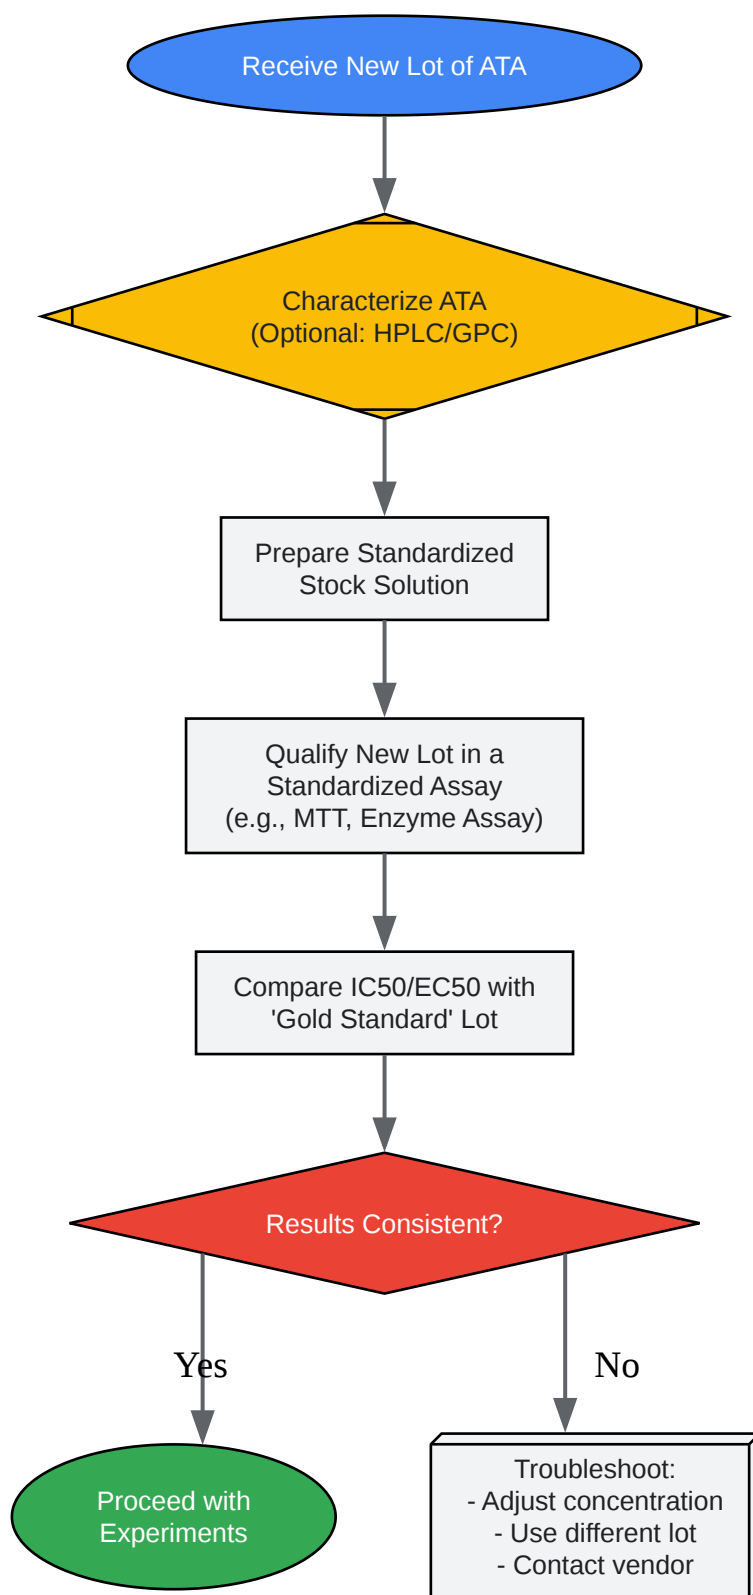 Receive New Lot of ATA
Characterize ATA
(Optional: HPLC/GPC)
Prepare Standardized
Stock Solution
Qualify New Lot in a
Standardized Assay
(e.g., MTT, Enzyme Assay)
Compare IC50/EC50 with
'Gold Standard' Lot
Results Consistent?
Yes
No
Proceed with
Experiments
Troubleshoot:
- Adjust concentration
- Use different lot
- Contact vendor